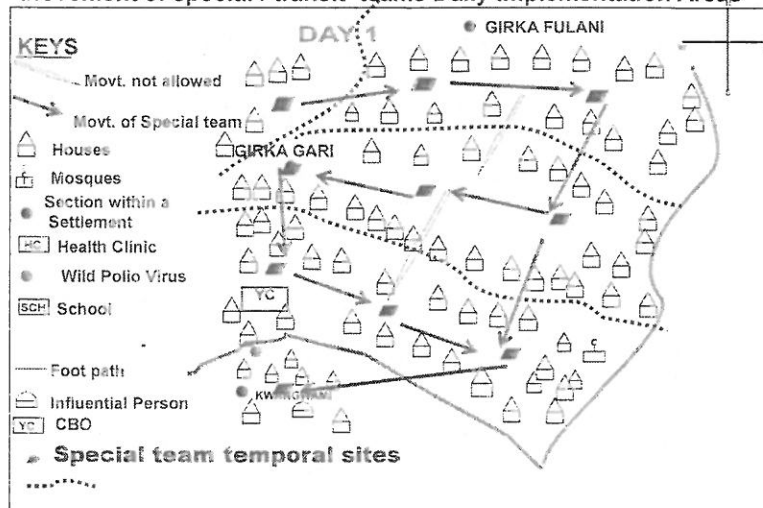 Movement of Special Transit Teams Daily Implementation Areas
DAY 1
GIRKA FULANI
KEYS
Movt. not allowed
Movt. of Special team
Houses
Mosques
Section within a
Settlement
HC Health Clinic
Wild Polio Virus
SCH School
Foot path
Influential Person
YC CBO
Special team temporal sites
GIRKA GARI
YC